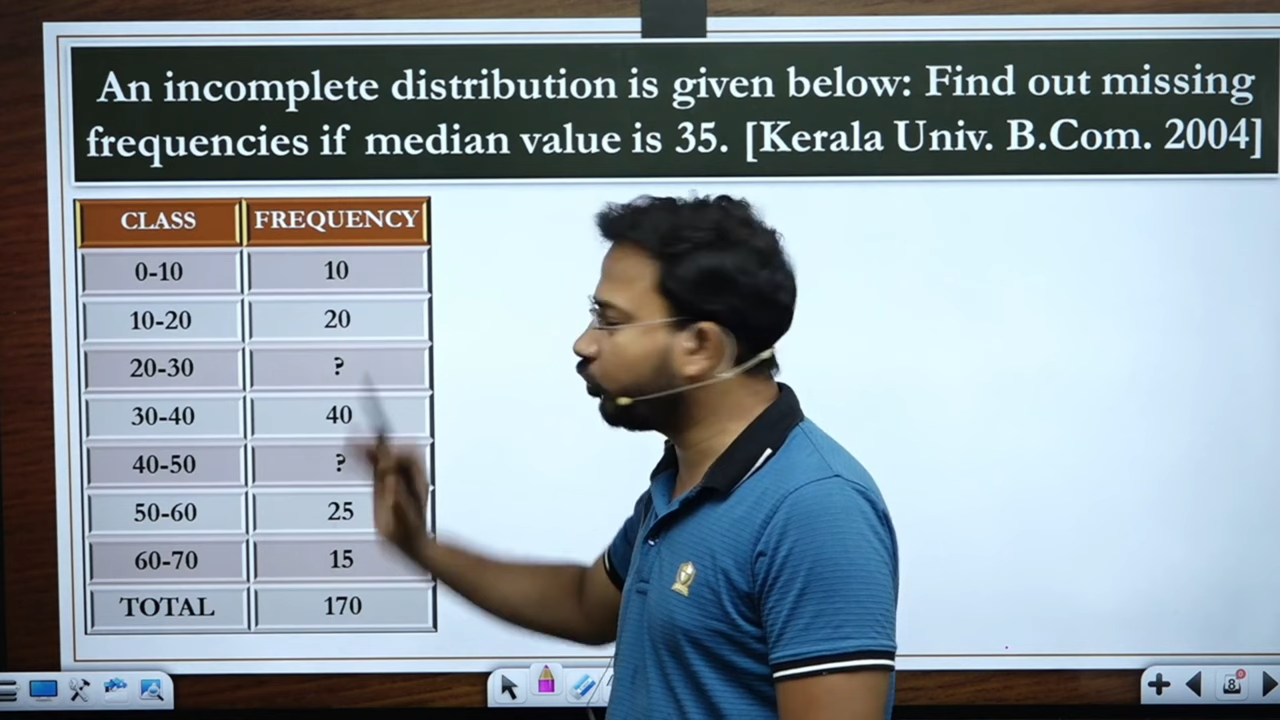 An incomplete distribution is given below: Find out missing
frequencies if median value is 35. [Kerala Univ. B.Com. 2004]
CLASS FREQUENCY
0-10 10
10-20 20
20-30 ?
30-40 40
40-50 ?
50-60 25
60-70 15
TOTAL 170
8